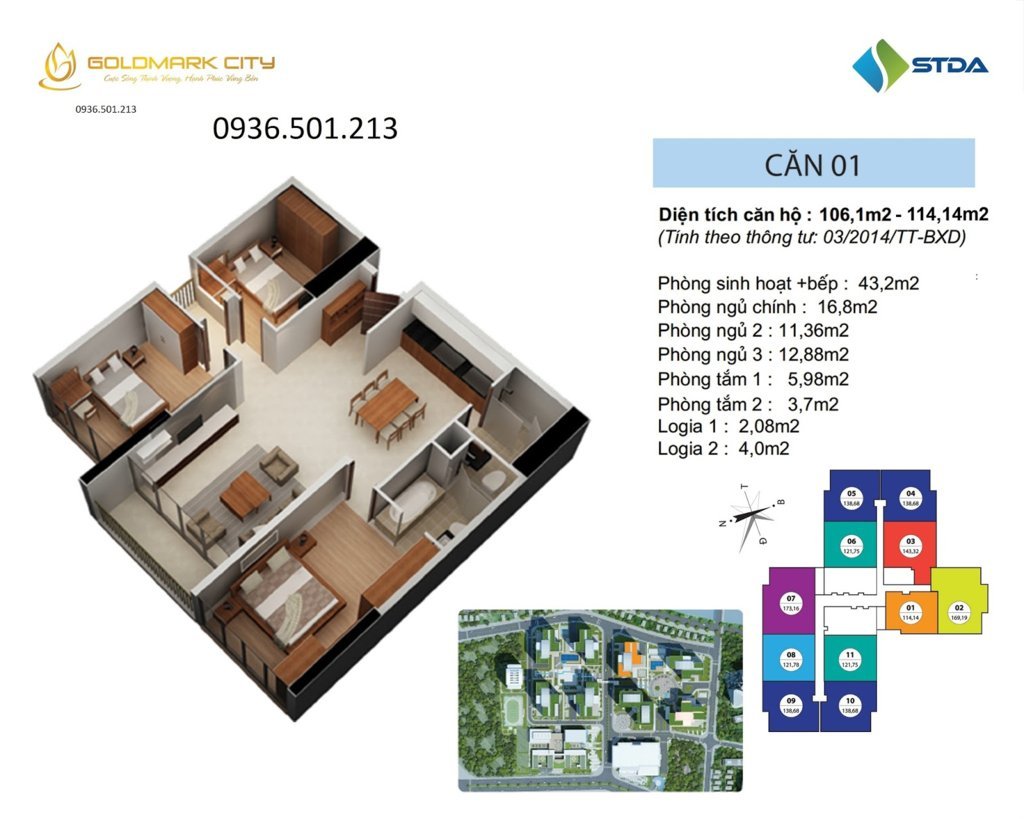 GOLDMARK CITY
Cuộc Sống Thịnh Vượng, Hạnh Phúc Vững Bền
0936.501.213
0936.501.213
STDA
CĂN 01
Diện tích căn hộ : 106,1m2 - 114,14m2
(Tính theo thông tư: 03/2014/TT-BXD)
Phòng sinh hoạt +bếp : 43,2m2
Phòng ngủ chính : 16,8m2
Phòng ngủ 2 : 11,36m2
Phòng ngủ 3 : 12,88m2
Phòng tắm 1 : 5,98m2
Phòng tắm 2 : 3,7m2
Logia 1 : 2,08m2
Logia 2 : 4,0m2
T
B
N
G
05
138,68
04
138,68
06
121,75
03
143,32
07
173,16
01
114,14
02
169,19
08
121,78
11
121,75
09
138,68
10
138,68